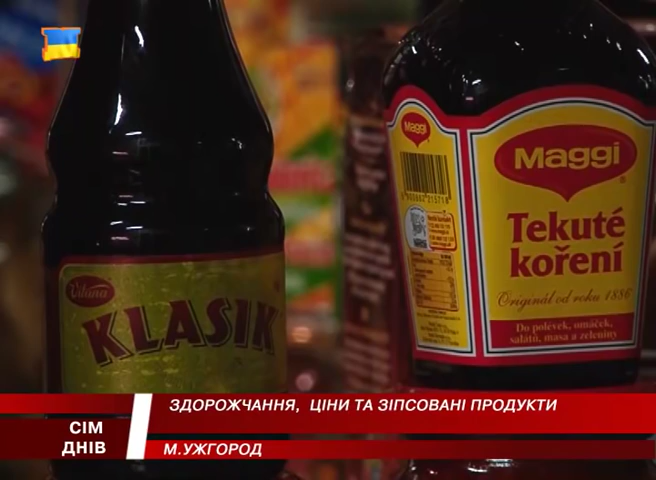 Vitana
KLASIK
Maggi
Maggi
Tekuté
koření
Originál od roku 1886
Do polévek, omáček,
salátů, masa a zeleniny
ЗДОРОЖЧАННЯ, ЦІНИ ТА ЗІПСОВАНІ ПРОДУКТИ
СІМ
ДНІВ
М.УЖГОРОД